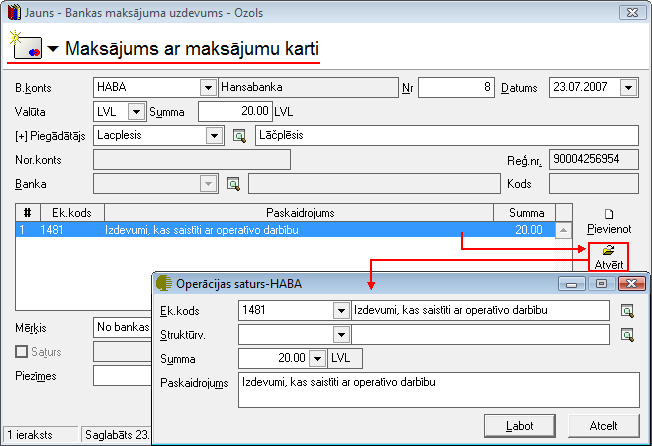 Jauns - Bankas maksājuma uzdevums - Ozols
Maksājums ar maksājumu karti
B.konts HABA Hansabanka Nr 8 Datums 23.07.2007
Valūta LVL Summa 20.00 LVL
[+] Piegādātājs Lacplesis Lāčplēsis
Nor.konts Reģ.nr. 90004256954
Banka Kods
# Ek.kods Paskaidrojums Summa
1 1481 Izdevumi, kas saistīti ar operatīvo darbību 20.00
Pievienot
Atvērt
Operācijas saturs-HABA
Ek.kods 1481 Izdevumi, kas saistīti ar operatīvo darbību
Struktūrv.
Summa 20.00 LVL
Paskaidrojums Izdevumi, kas saistīti ar operatīvo darbību
Labot Atcelt
Mērķis No bankas
Saturs
Piezīmes
1 ieraksts Saglabāts 23.